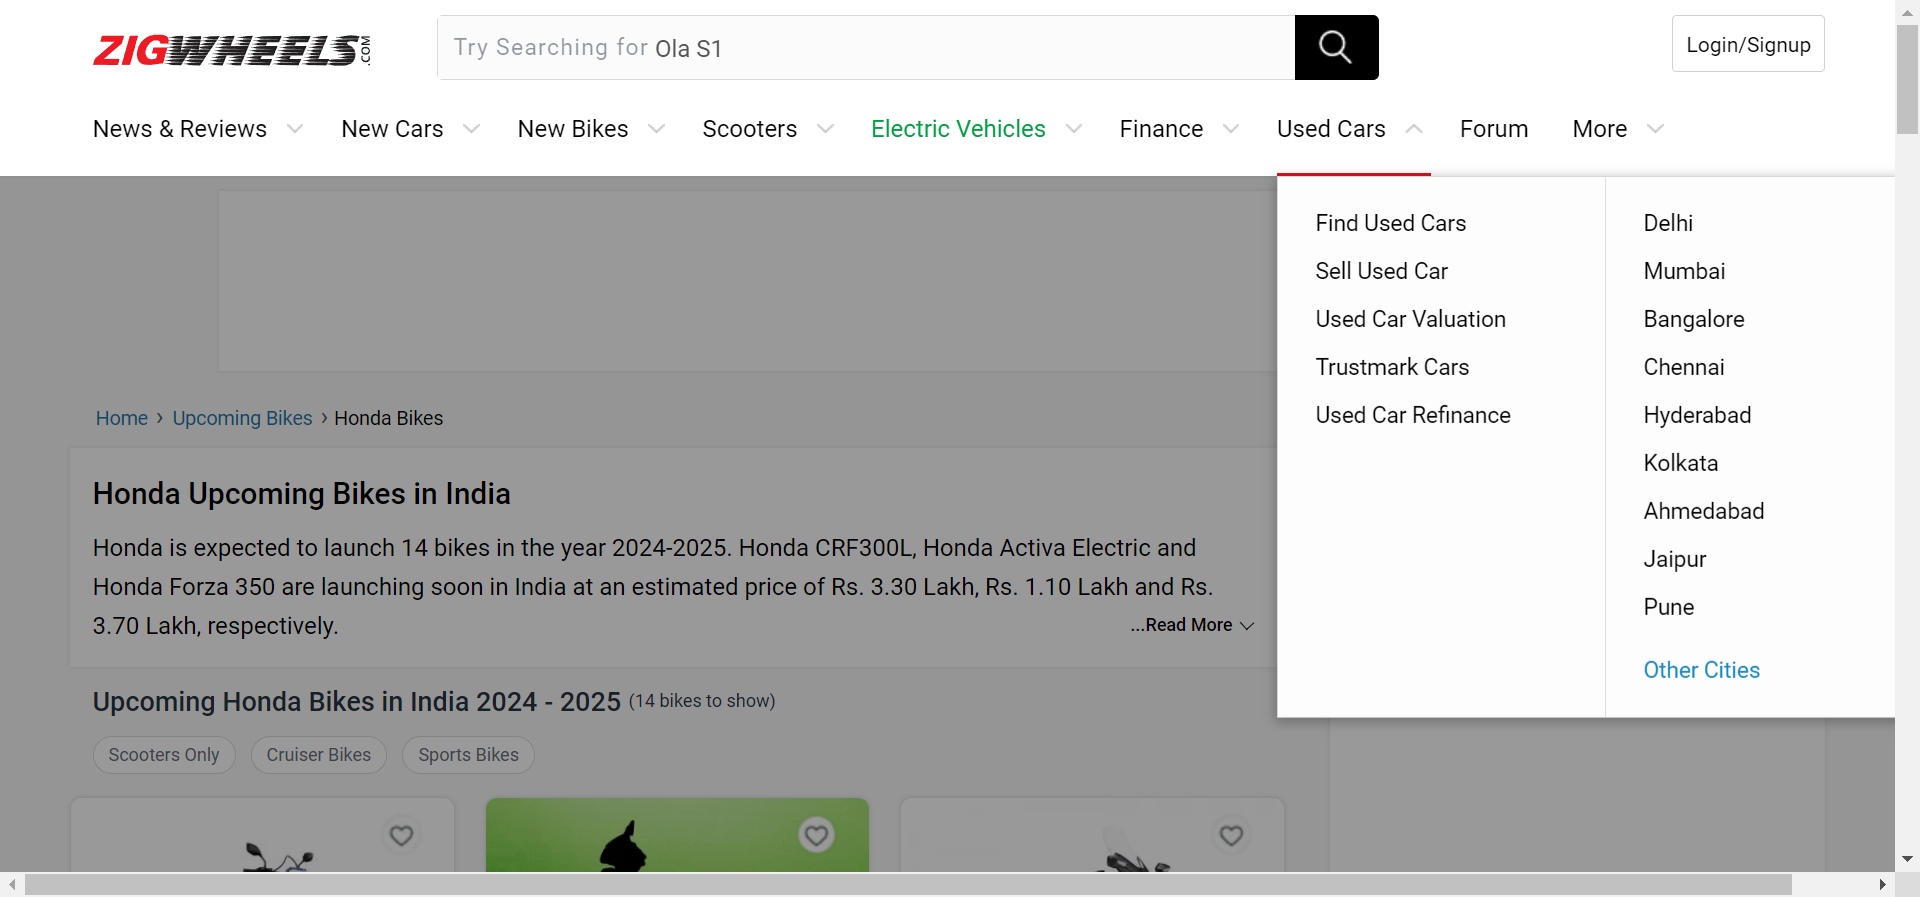 ZIGWHEELS.COM
Try Searching for Ola S1
Login/Signup
News & Reviews
New Cars
New Bikes
Scooters
Electric Vehicles
Finance
Used Cars
Forum
More
Find Used Cars
Sell Used Car
Used Car Valuation
Trustmark Cars
Used Car Refinance
Delhi
Mumbai
Bangalore
Chennai
Hyderabad
Kolkata
Ahmedabad
Jaipur
Pune
Other Cities
Home › Upcoming Bikes › Honda Bikes
Honda Upcoming Bikes in India
Honda is expected to launch 14 bikes in the year 2024-2025. Honda CRF300L, Honda Activa Electric and
Honda Forza 350 are launching soon in India at an estimated price of Rs. 3.30 Lakh, Rs. 1.10 Lakh and Rs.
3.70 Lakh, respectively.
...Read More
Upcoming Honda Bikes in India 2024 - 2025 (14 bikes to show)
Scooters Only
Cruiser Bikes
Sports Bikes